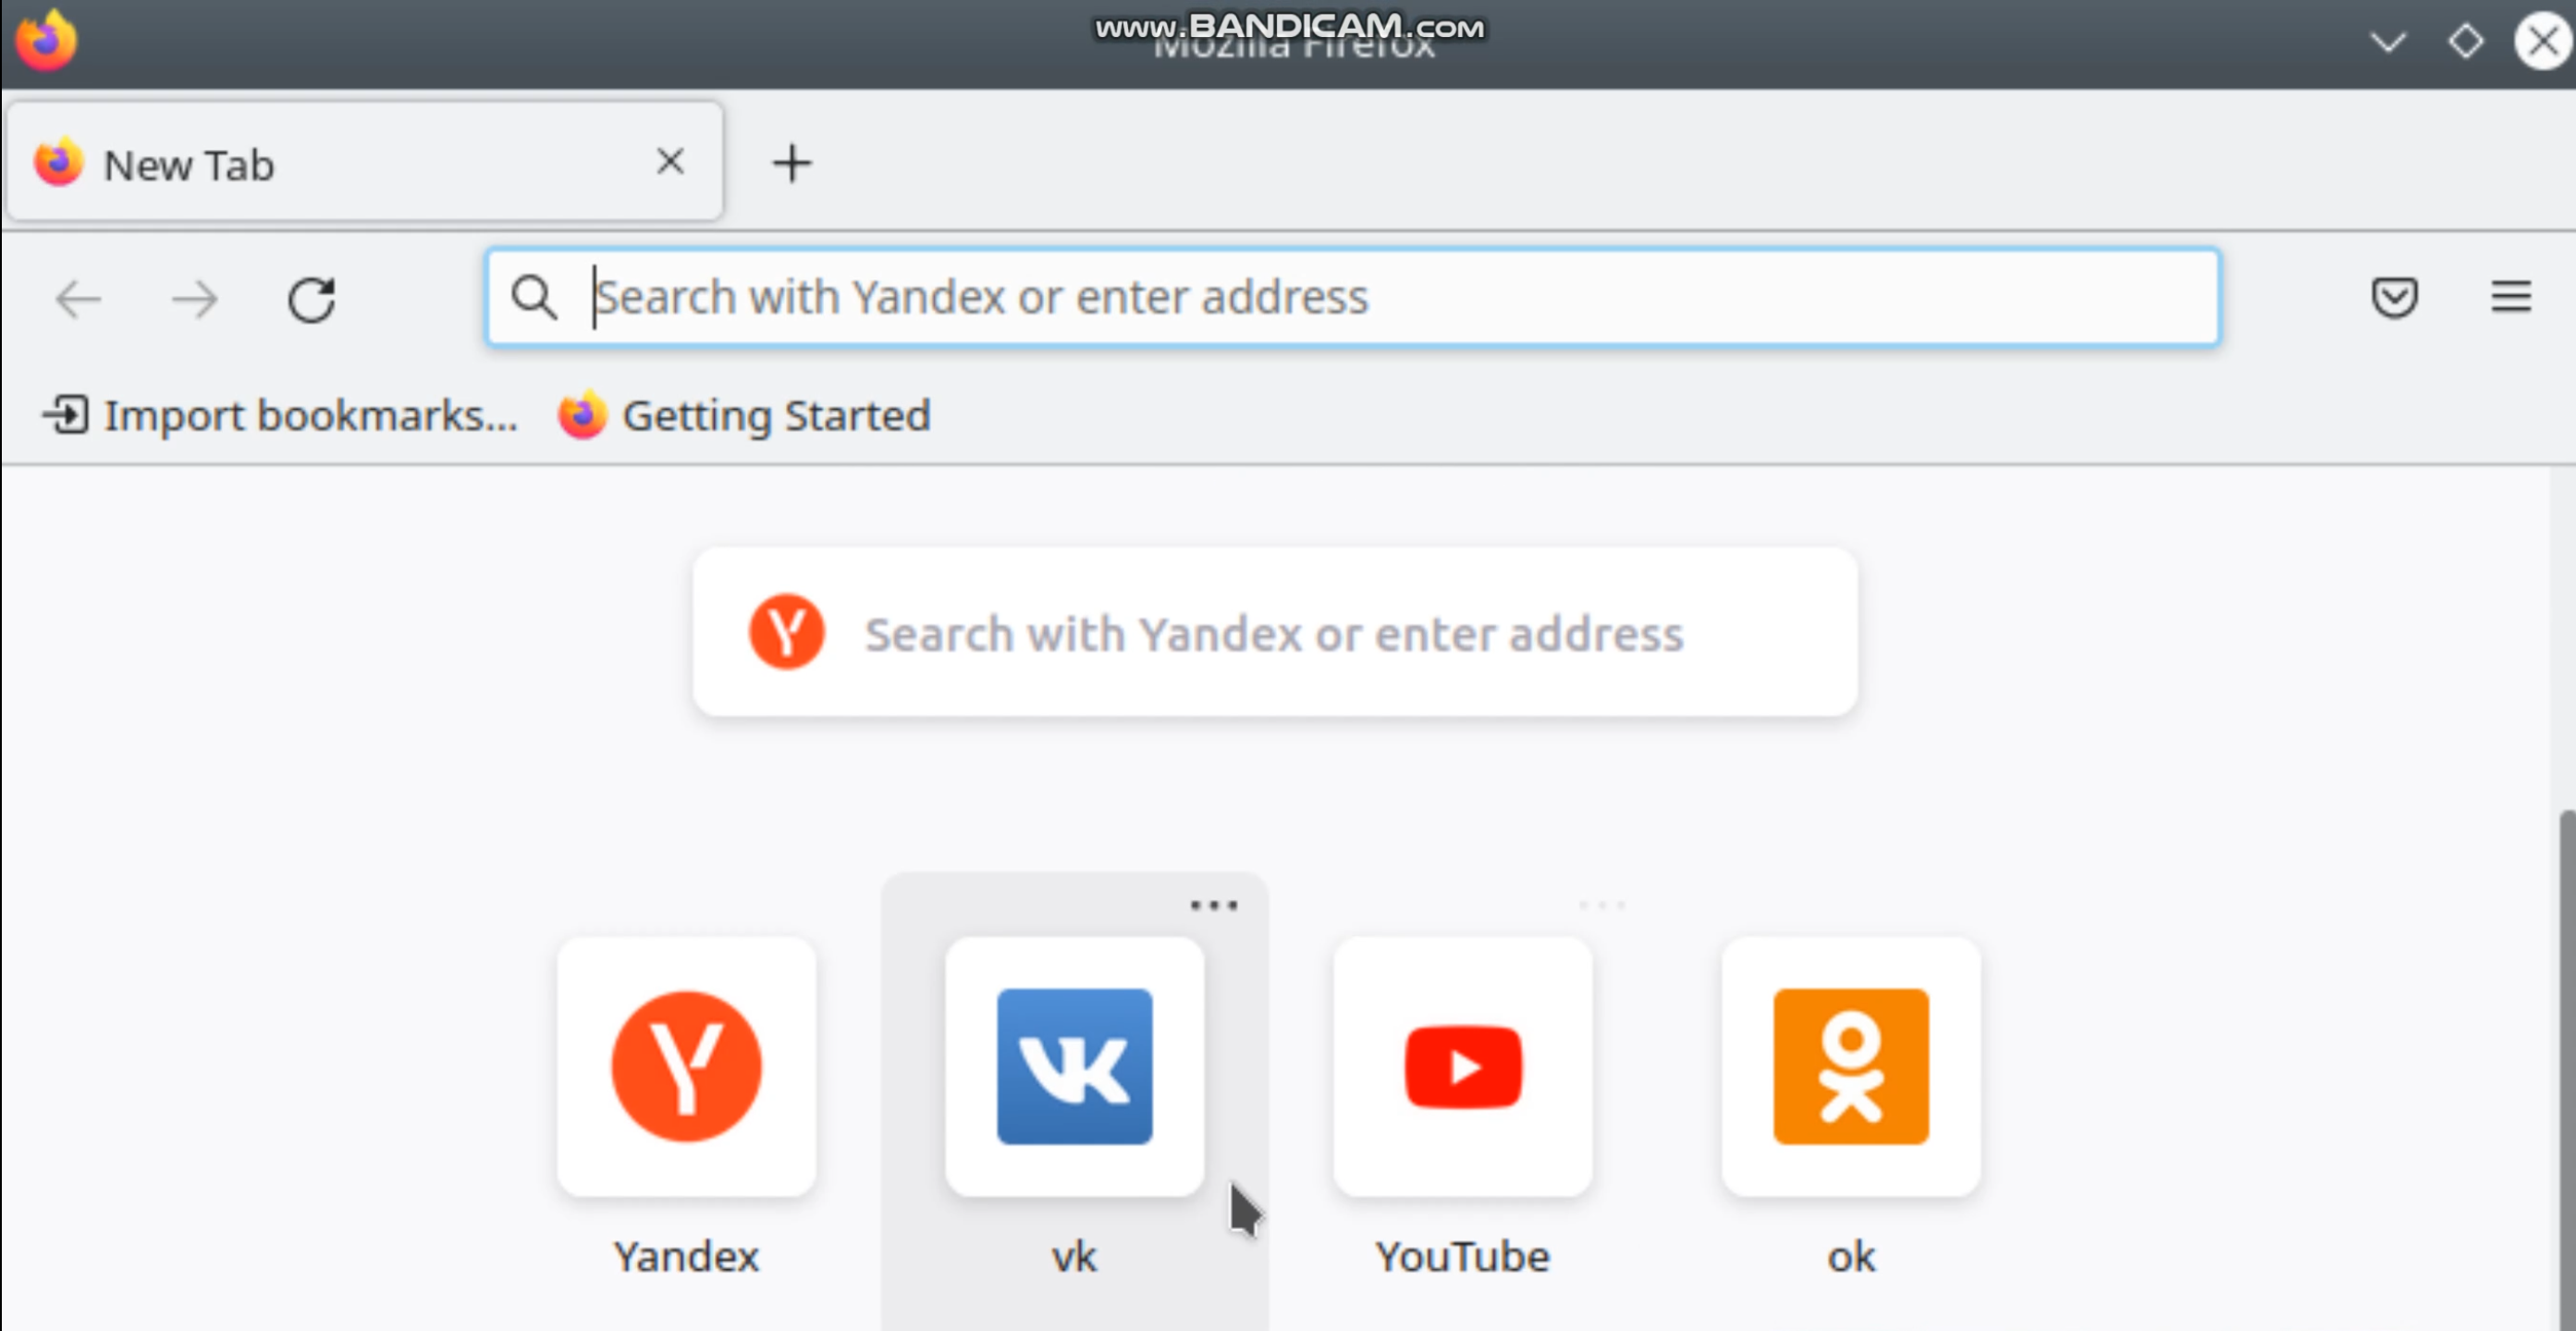 www.BANDICAM.com
Mozilla Firefox
New Tab
Search with Yandex or enter address
Import bookmarks... Getting Started
Search with Yandex or enter address
Yandex vk YouTube ok